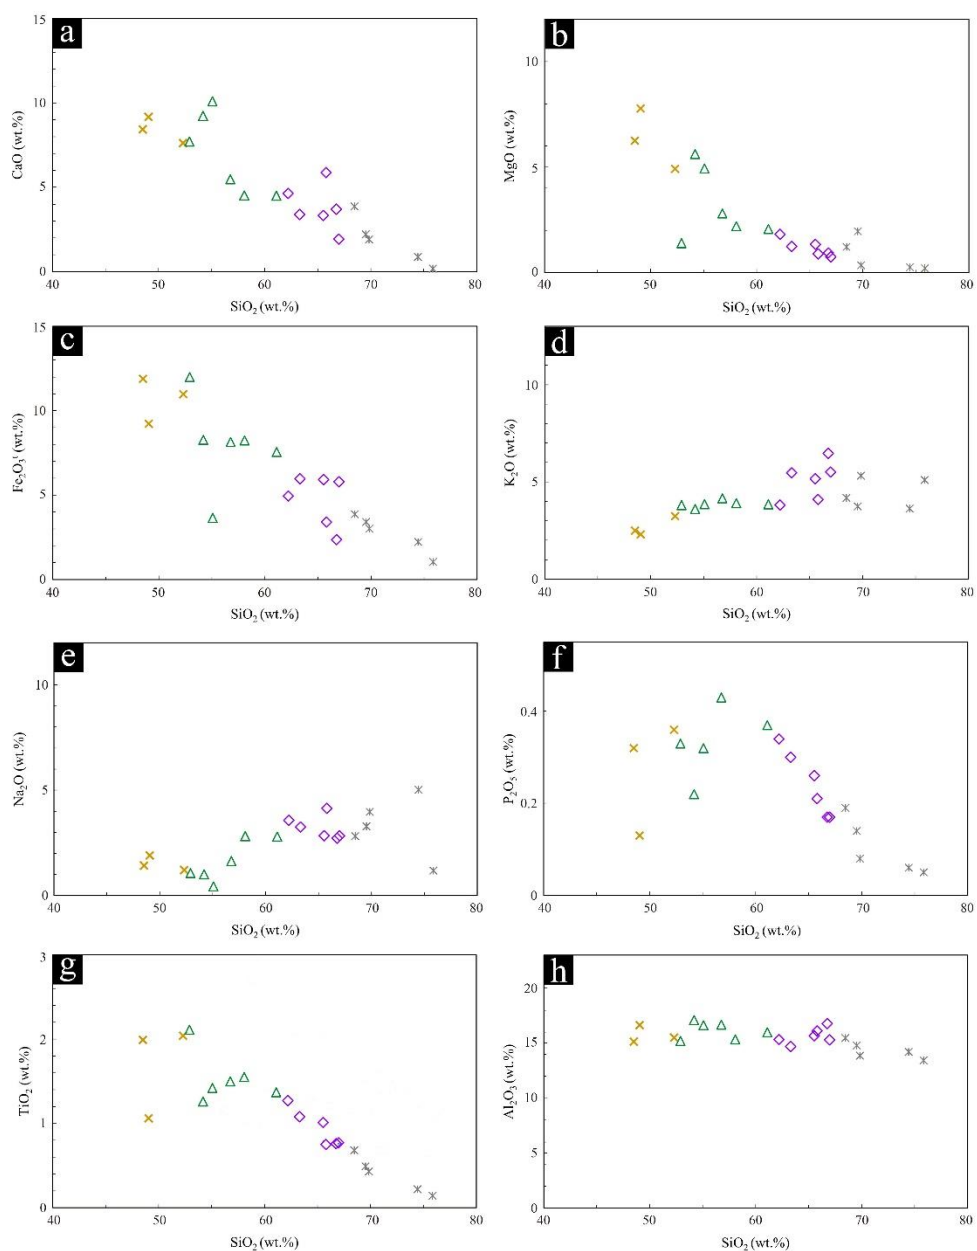 a
15
10
5
0
CaO (wt.%)
40 50 60 70 80
SiO₂ (wt.%)
b
10
5
0
MgO (wt.%)
40 50 60 70 80
SiO₂ (wt.%)
c
15
10
5
0
Fe₂O₃ᵗ (wt.%)
40 50 60 70 80
SiO₂ (wt.%)
d
10
5
0
K₂O (wt.%)
40 50 60 70 80
SiO₂ (wt.%)
e
10
5
0
Na₂O (wt.%)
40 50 60 70 80
SiO₂ (wt.%)
f
0.4
0.2
0
P₂O₅ (wt.%)
40 50 60 70 80
SiO₂ (wt.%)
g
3
2
1
0
TiO₂ (wt.%)
40 50 60 70 80
SiO₂ (wt.%)
h
20
15
10
5
0
Al₂O₃ (wt.%)
40 50 60 70 80
SiO₂ (wt.%)